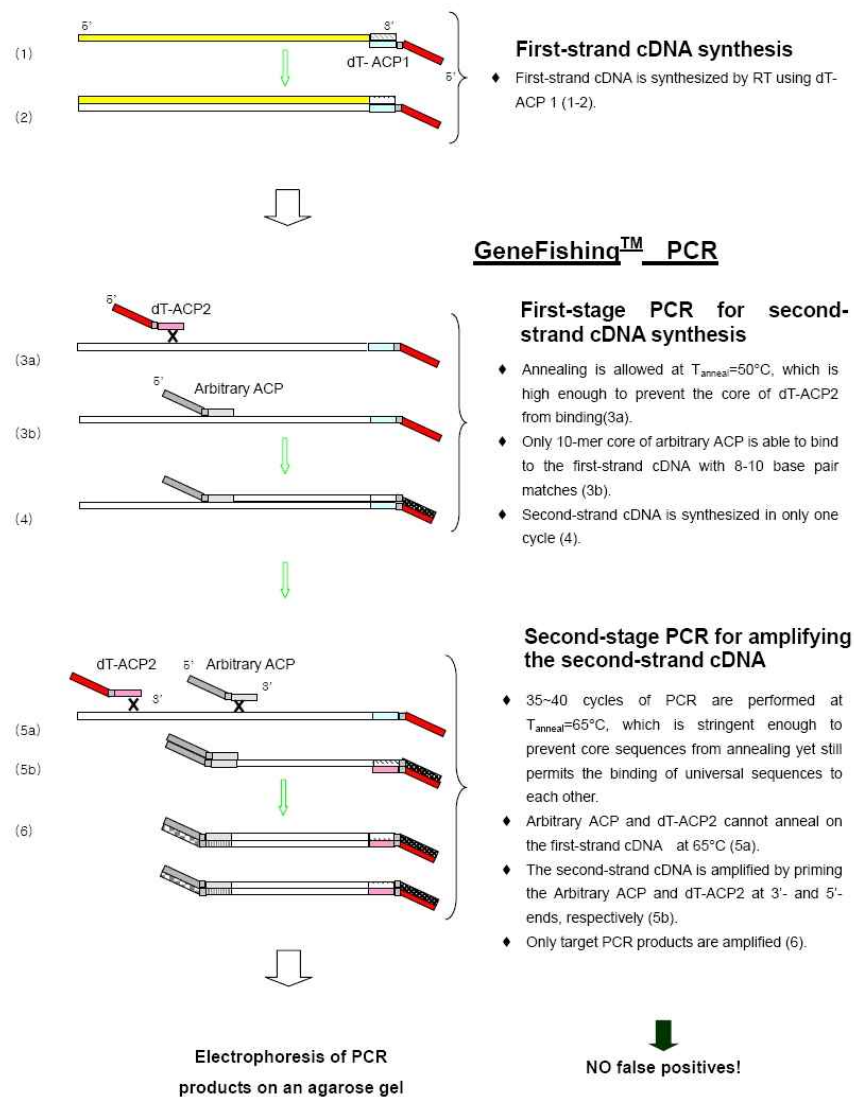 5'
3'
(1)
dT- ACP1
5'
(2)
First-strand cDNA synthesis
♦ First-strand cDNA is synthesized by RT using dT-
ACP 1 (1-2).
GeneFishing™ PCR
5'
dT-ACP2
X
(3a)
5'
Arbitrary ACP
(3b)
(4)
First-stage PCR for second-
strand cDNA synthesis
♦ Annealing is allowed at Tanneal=50°C, which is
high enough to prevent the core of dT-ACP2
from binding(3a).
♦ Only 10-mer core of arbitrary ACP is able to bind
to the first-strand cDNA with 8-10 base pair
matches (3b).
♦ Second-strand cDNA is synthesized in only one
cycle (4).
dT-ACP2
5'
Arbitrary ACP
3'
3'
X
X
(5a)
(5b)
(6)
Second-stage PCR for amplifying
the second-strand cDNA
♦ 35~40 cycles of PCR are performed at
Tanneal=65°C, which is stringent enough to
prevent core sequences from annealing yet still
permits the binding of universal sequences to
each other.
♦ Arbitrary ACP and dT-ACP2 cannot anneal on
the first-strand cDNA at 65°C (5a).
♦ The second-strand cDNA is amplified by priming
the Arbitrary ACP and dT-ACP2 at 3'- and 5'-
ends, respectively (5b).
♦ Only target PCR products are amplified (6).
Electrophoresis of PCR
products on an agarose gel
NO false positives!